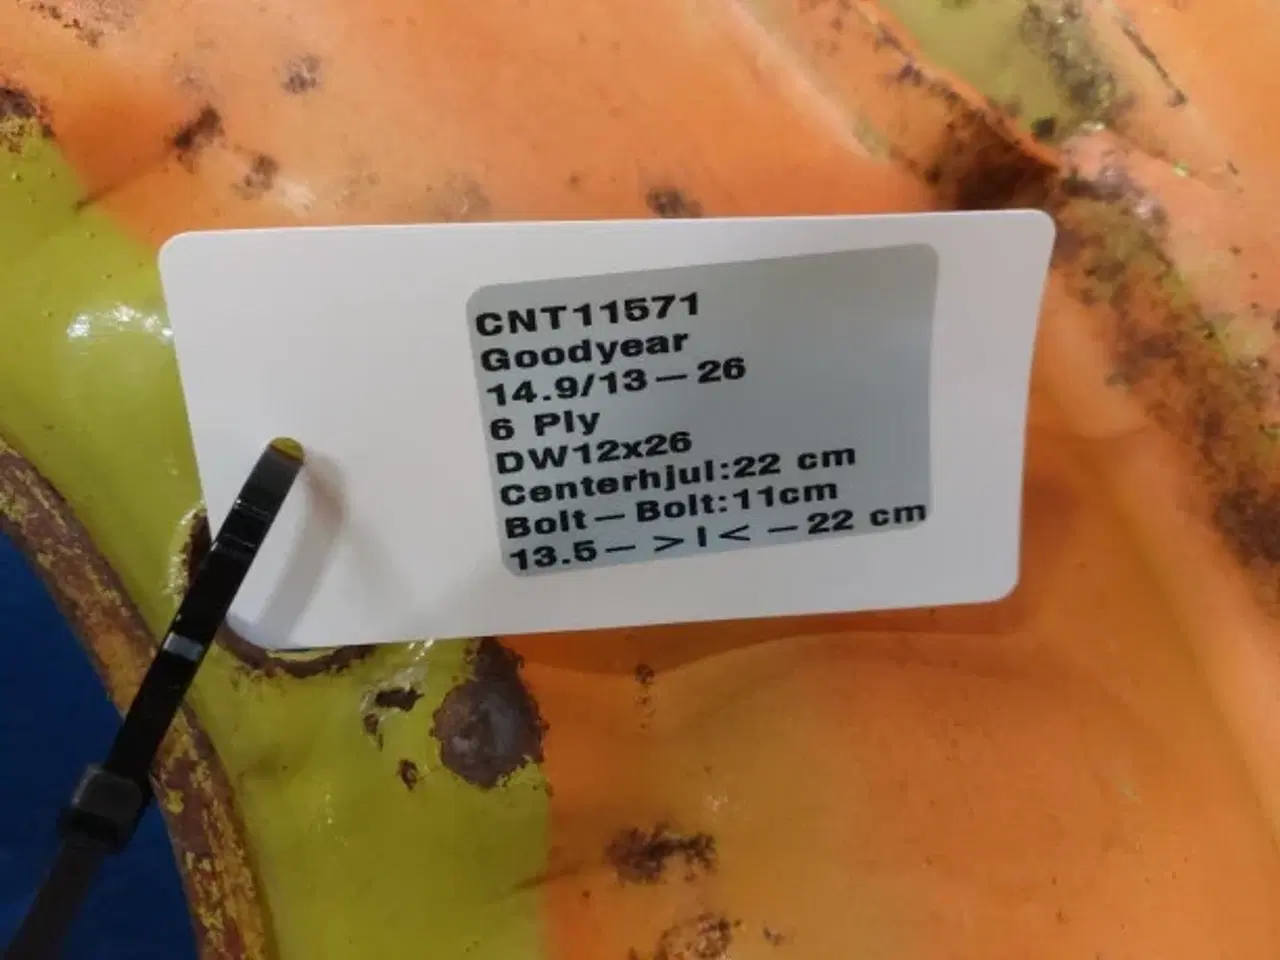 CNT11571
Goodyear
14.9/13-26
6 Ply
DW12x26
Centerhjul:22 cm
Bolt-Bolt:11cm
13.5- >|< -22 cm